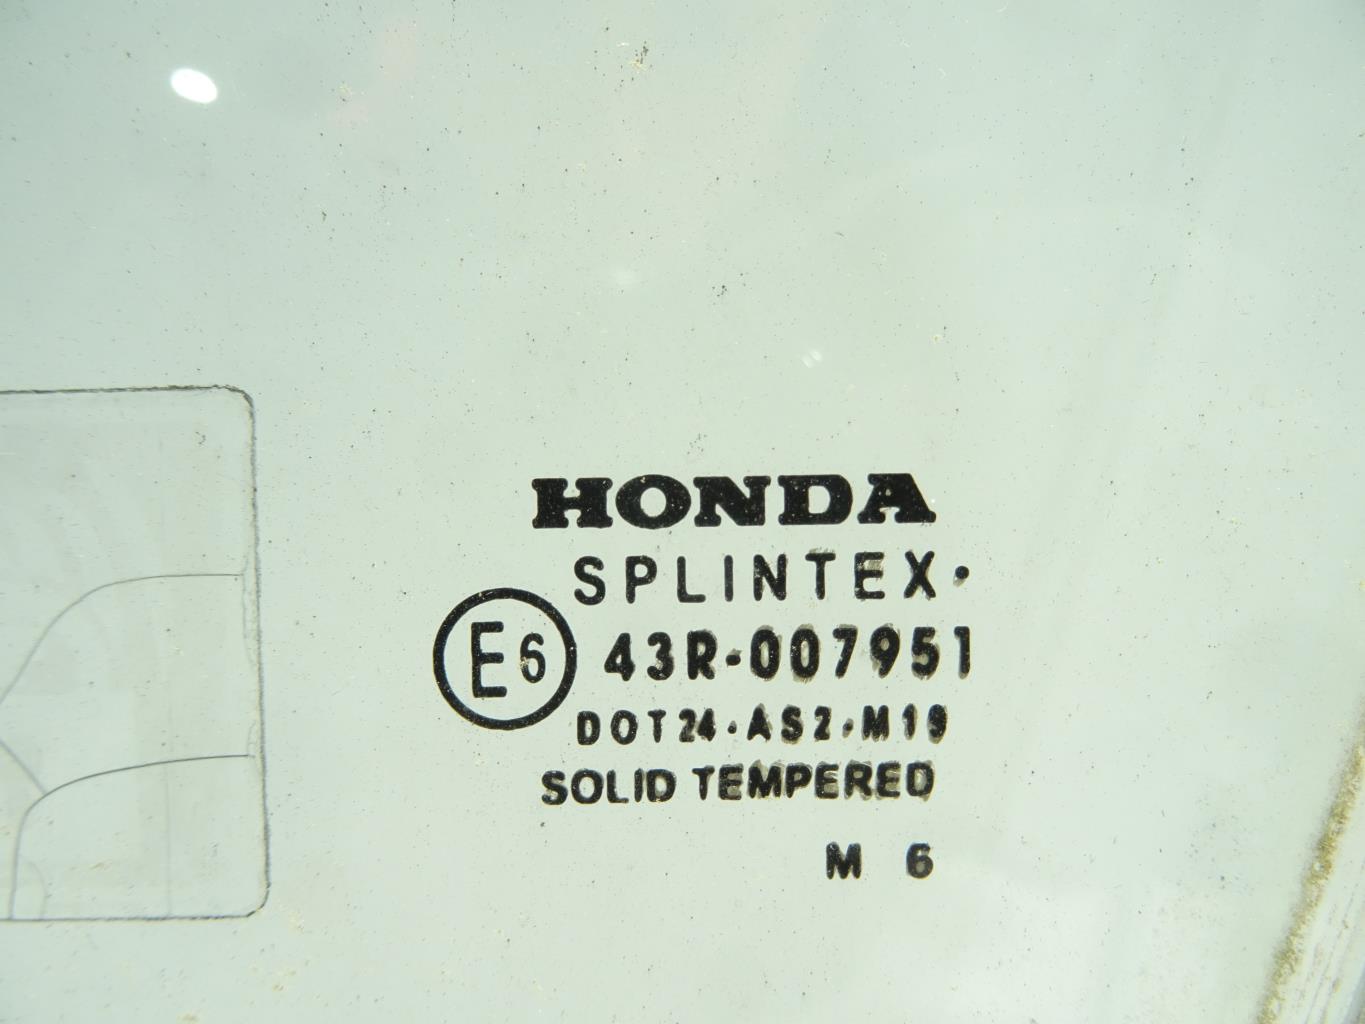 HONDA
SPLINTEX·
E6 43R-007951
DOT24·AS2·M19
SOLID TEMPERED
M 6